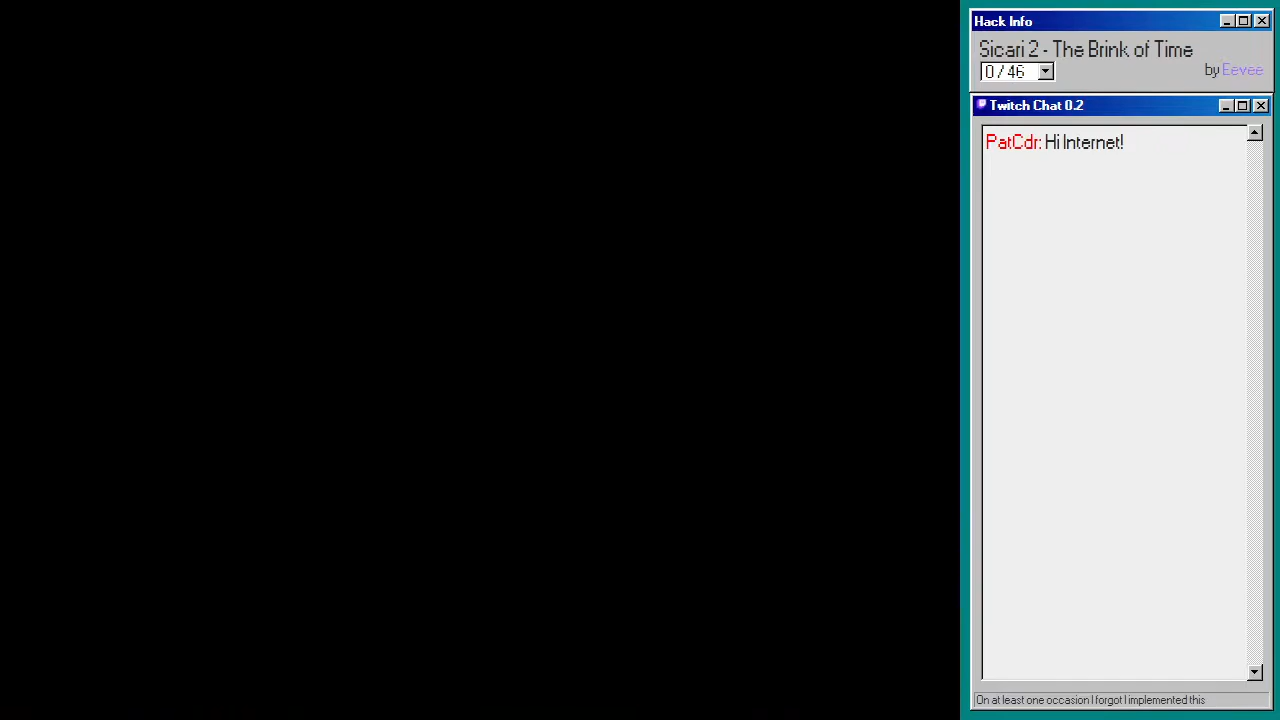 Hack Info
Sicari 2 - The Brink of Time
0 / 46
by Eevee
Twitch Chat 0.2
PatCdr: Hi Internet!
On at least one occasion I forgot I implemented this